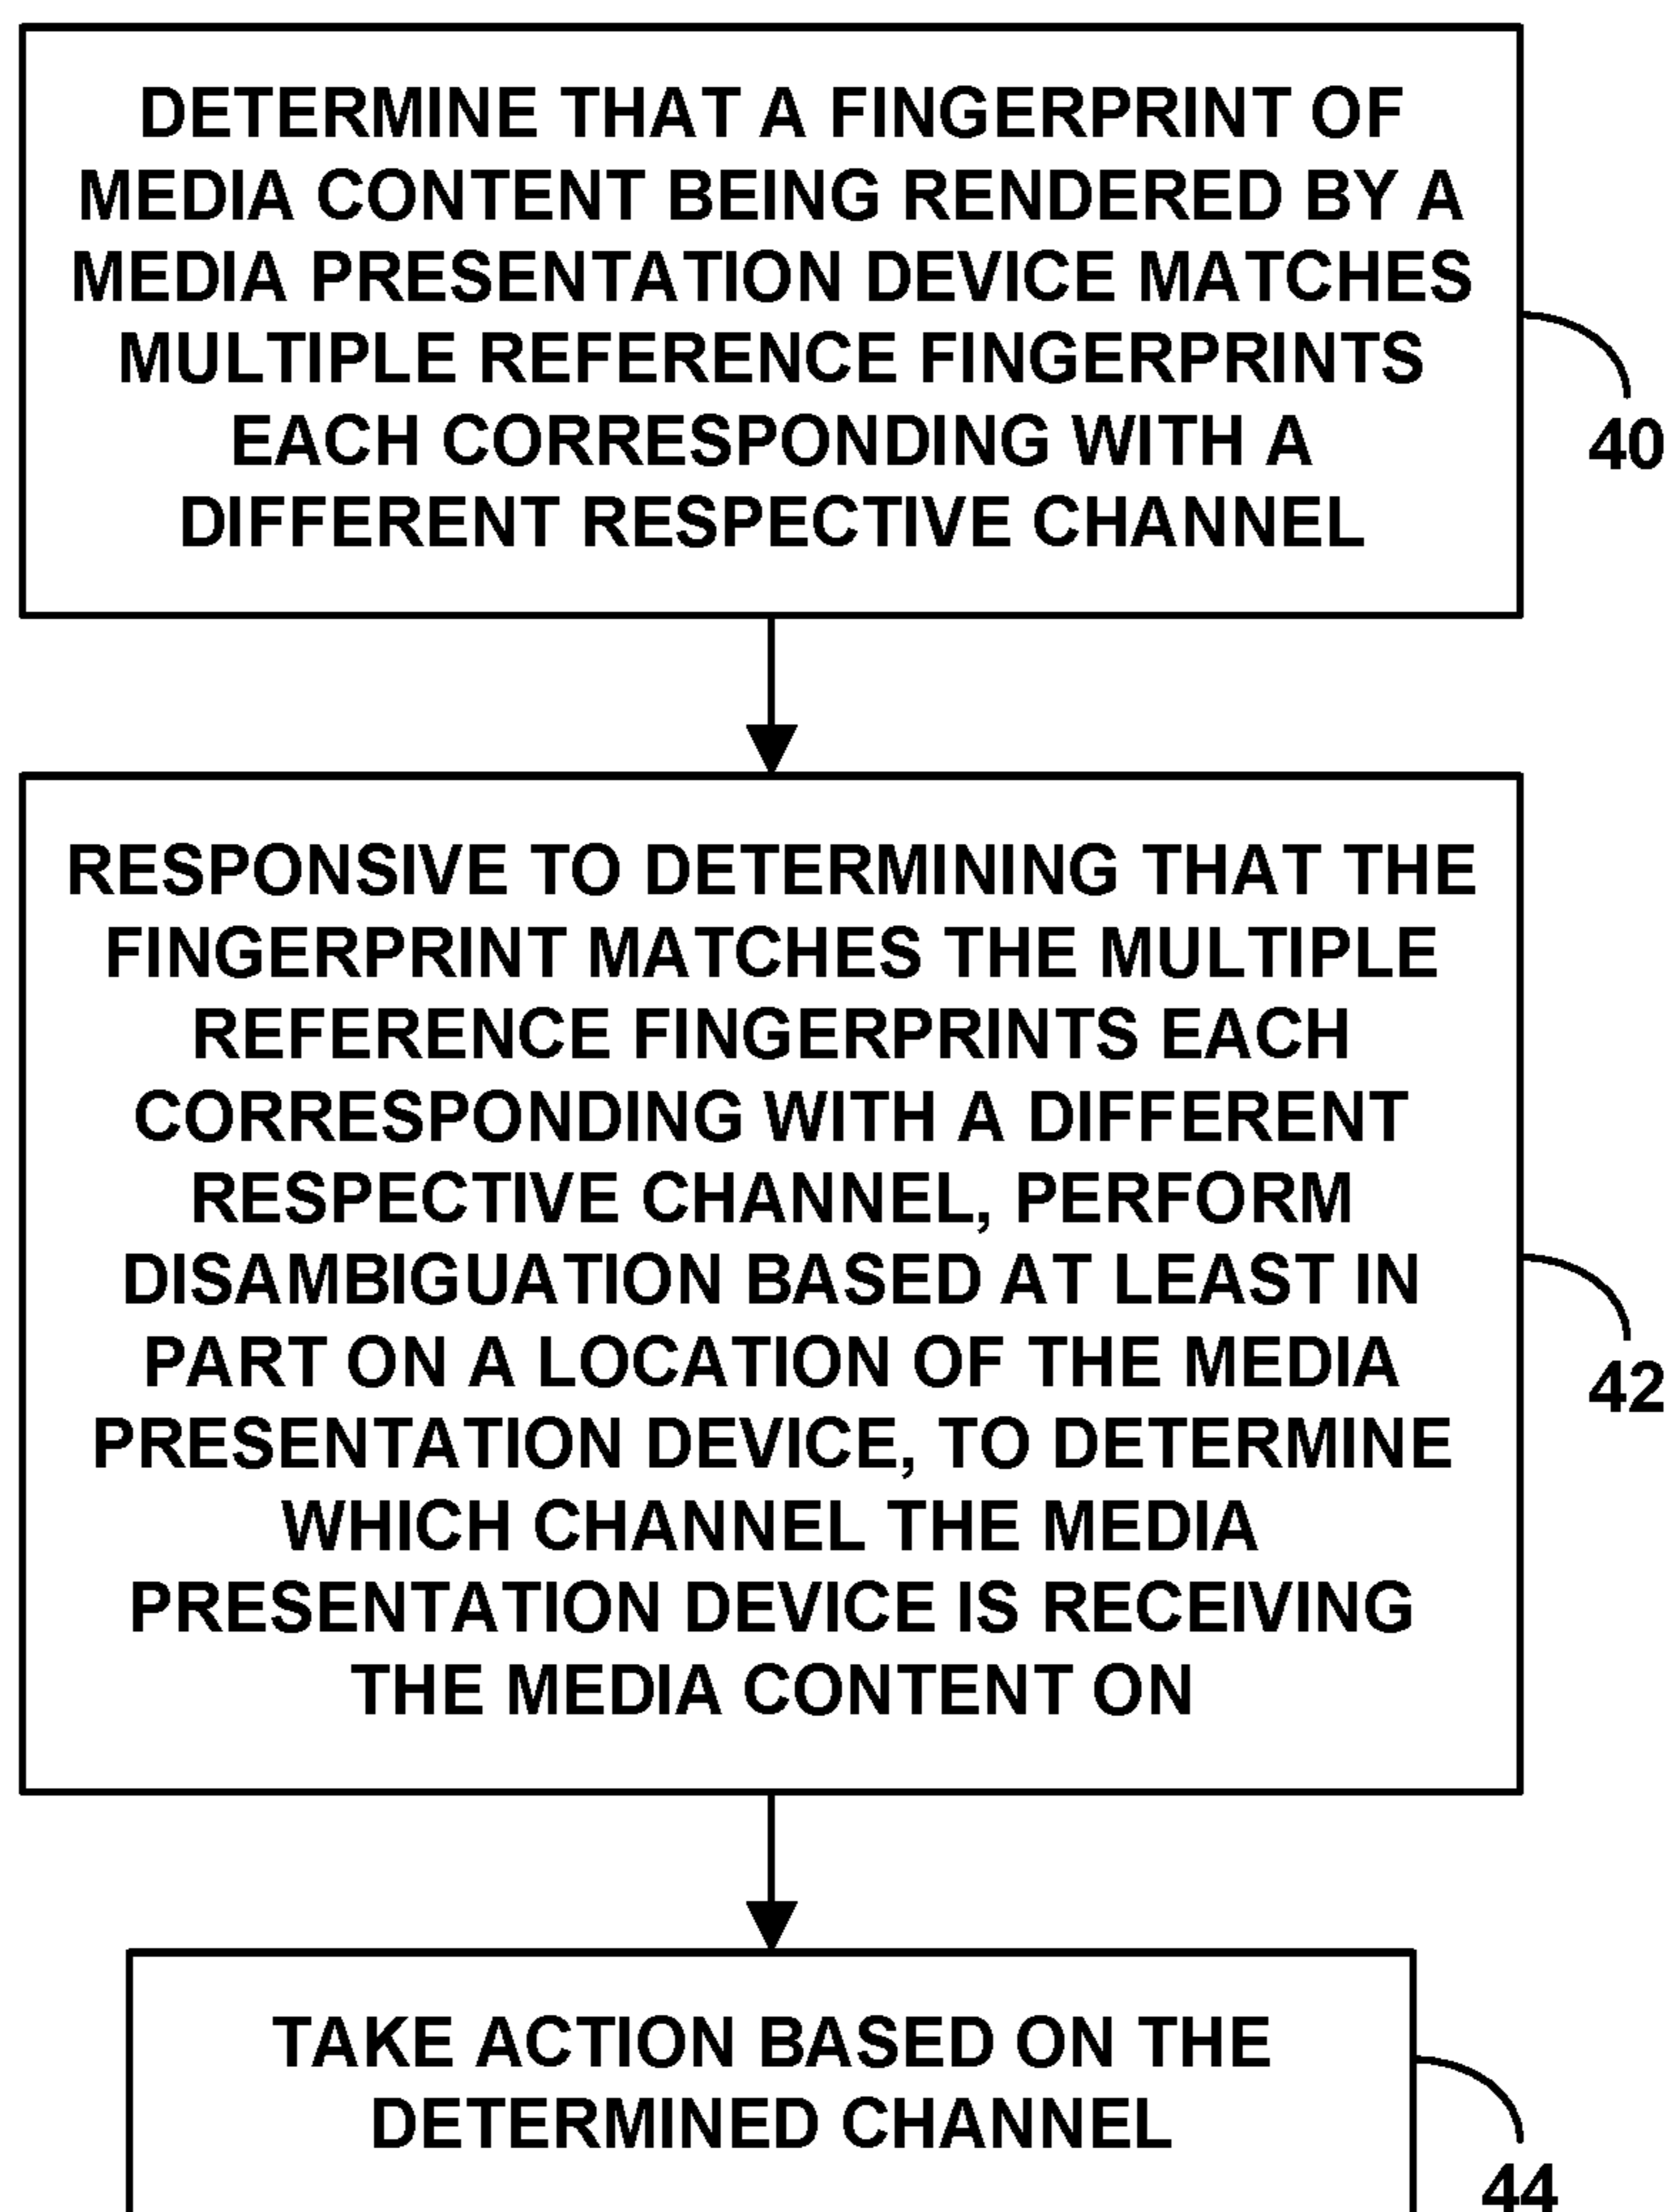 DETERMINE THAT A FINGERPRINT OF
MEDIA CONTENT BEING RENDERED BY A
MEDIA PRESENTATION DEVICE MATCHES
MULTIPLE REFERENCE FINGERPRINTS
EACH CORRESPONDING WITH A
DIFFERENT RESPECTIVE CHANNEL
40
RESPONSIVE TO DETERMINING THAT THE
FINGERPRINT MATCHES THE MULTIPLE
REFERENCE FINGERPRINTS EACH
CORRESPONDING WITH A DIFFERENT
RESPECTIVE CHANNEL, PERFORM
DISAMBIGUATION BASED AT LEAST IN
PART ON A LOCATION OF THE MEDIA
PRESENTATION DEVICE, TO DETERMINE
WHICH CHANNEL THE MEDIA
PRESENTATION DEVICE IS RECEIVING
THE MEDIA CONTENT ON
42
TAKE ACTION BASED ON THE
DETERMINED CHANNEL
44